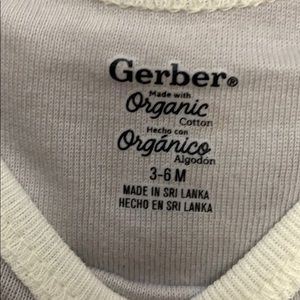 Gerber®
Made with
Organic
Cotton
Hecho con
Orgánico
Algodón
3-6 M
MADE IN SRI LANKA
HECHO EN SRI LANKA